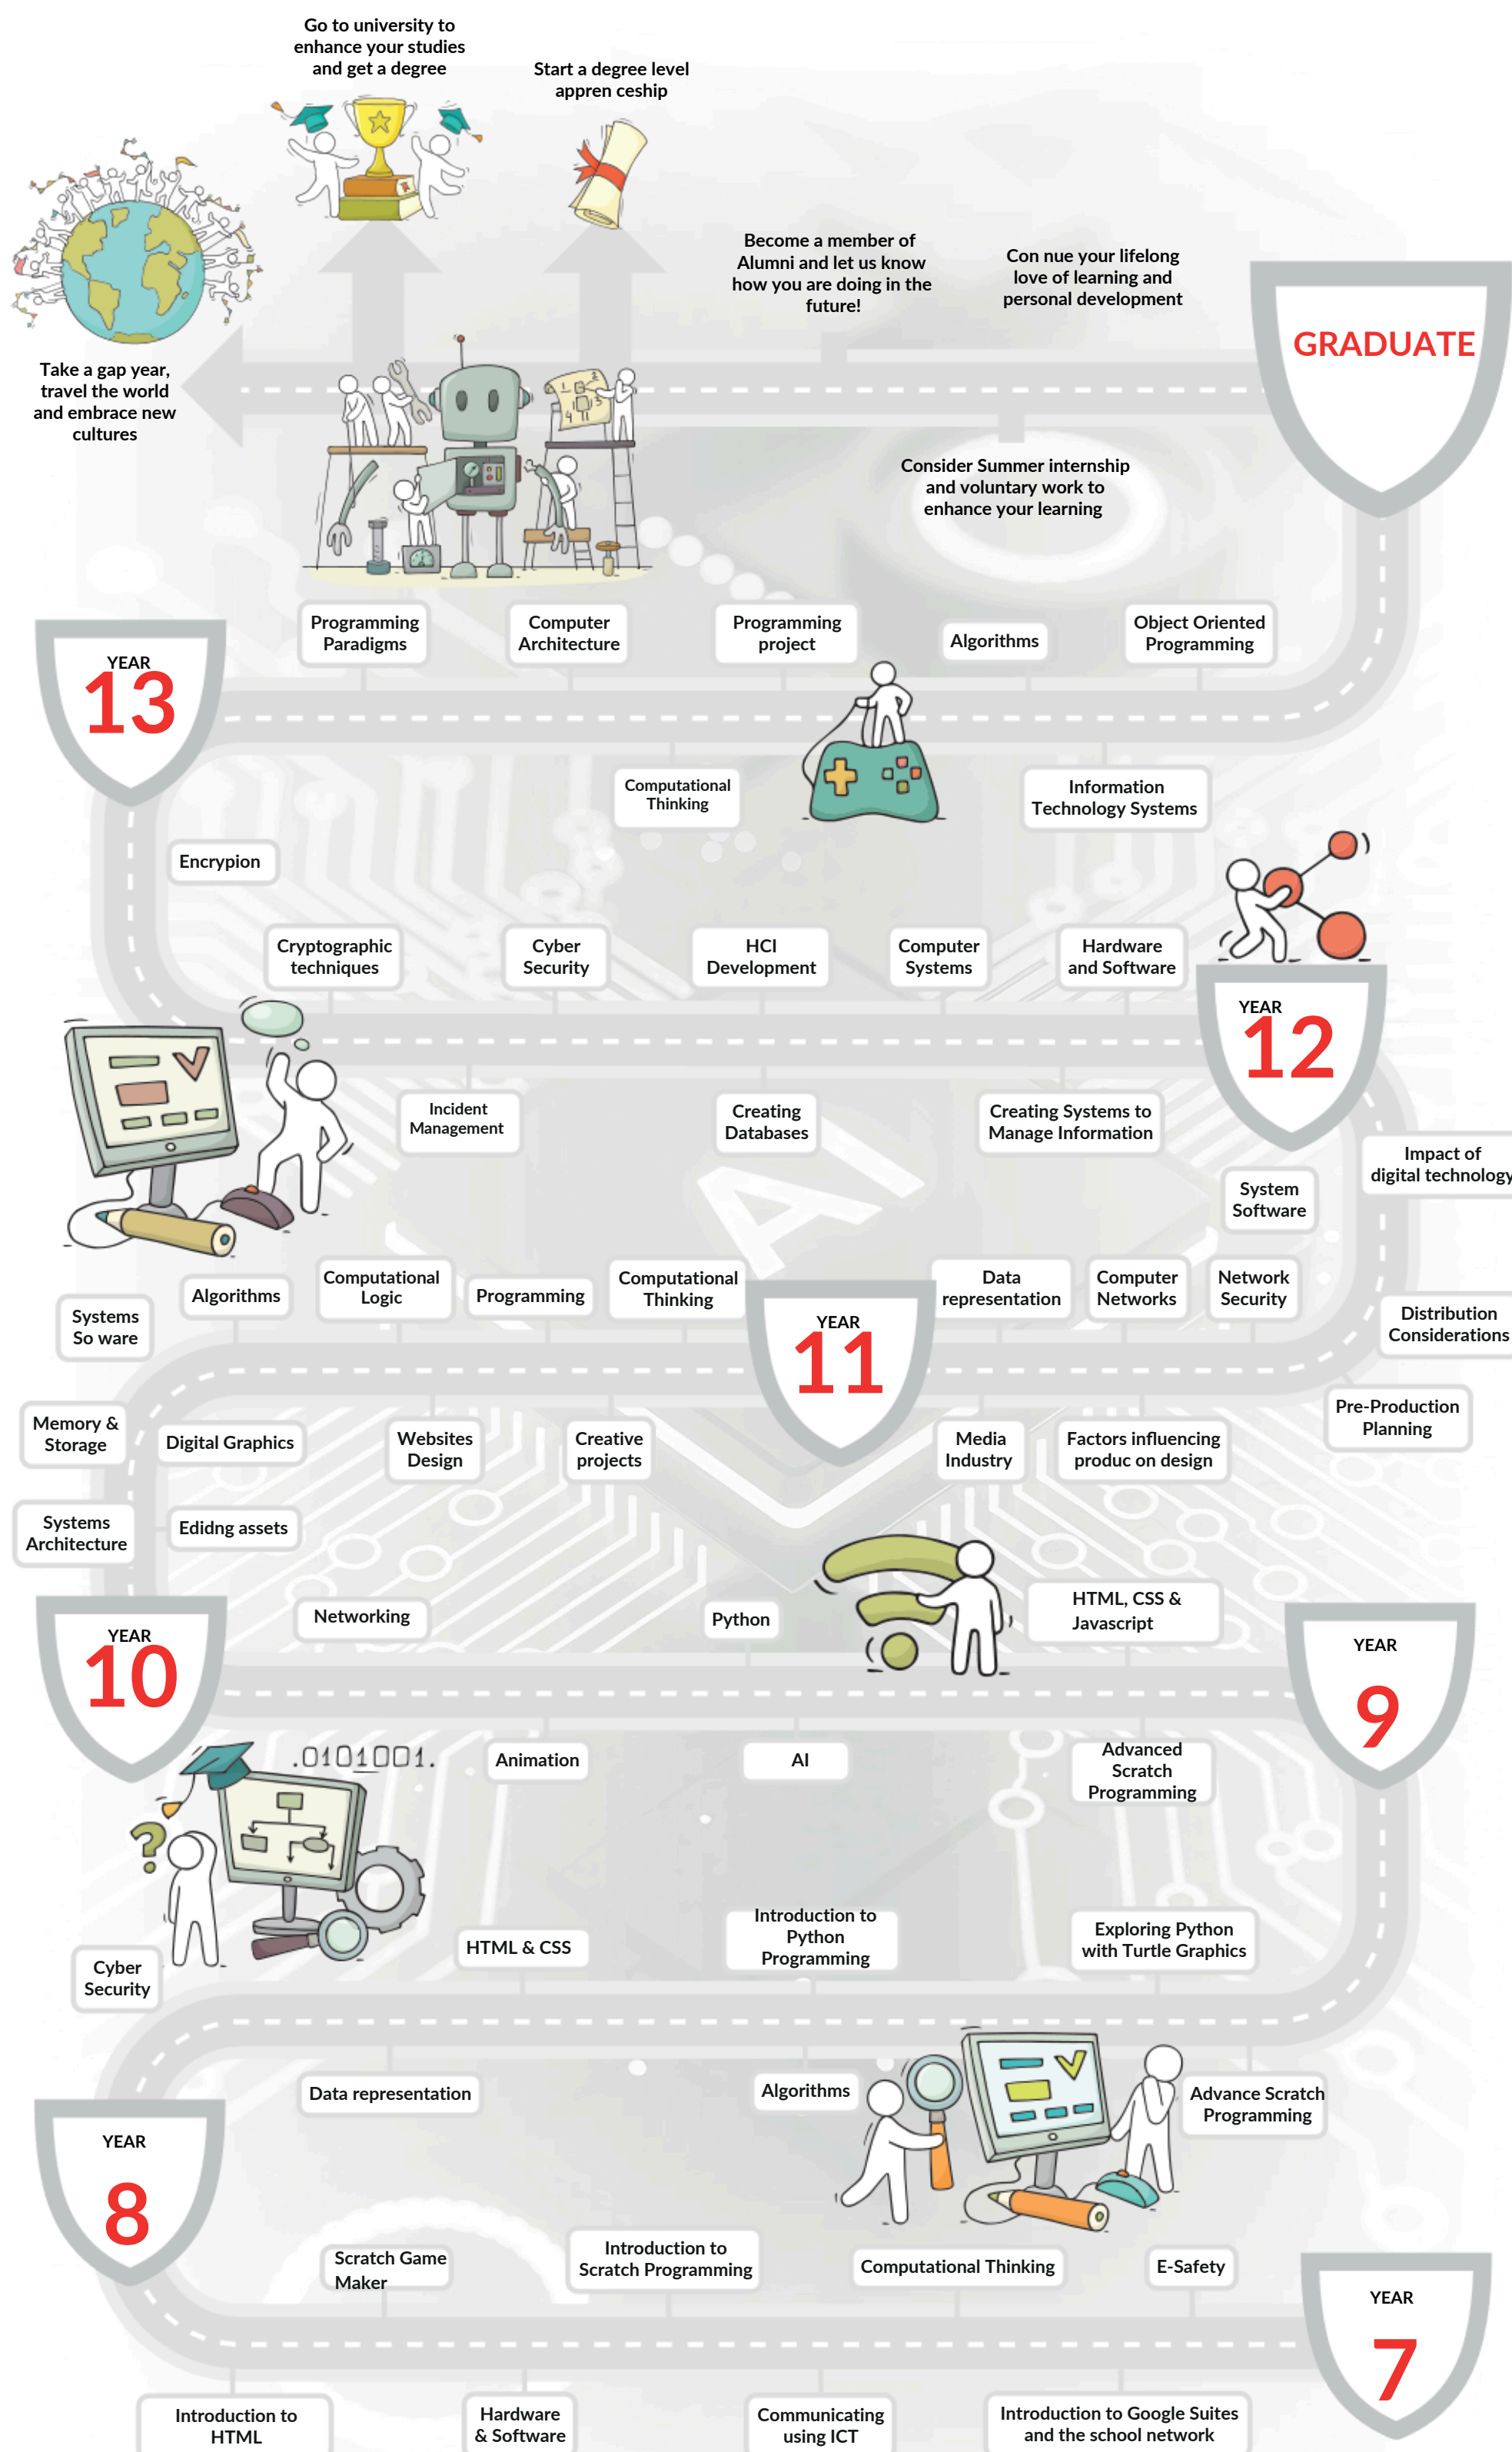 Go to university to
enhance your studies
and get a degree
Start a degree level
appren ceship
Become a member of
Alumni and let us know
how you are doing in the
future!
Con nue your lifelong
love of learning and
personal development
GRADUATE
Take a gap year,
travel the world
and embrace new
cultures
1
2
3
4
Consider Summer internship
and voluntary work to
enhance your learning
Programming
Paradigms
Computer
Architecture
Programming
project
Algorithms
Object Oriented
Programming
YEAR
13
Computational
Thinking
Information
Technology Systems
Encrypion
Cryptographic
techniques
Cyber
Security
HCI
Development
Computer
Systems
Hardware
and Software
YEAR
12
Incident
Management
Creating
Databases
Creating Systems to
Manage Information
AI
Impact of
digital technology
System
Software
Systems
So ware
Algorithms
Computational
Logic
Programming
Computational
Thinking
YEAR
11
Data
representation
Computer
Networks
Network
Security
Distribution
Considerations
Memory &
Storage
Digital Graphics
Websites
Design
Creative
projects
Media
Industry
Factors influencing
produc on design
Pre-Production
Planning
Systems
Architecture
Edidng assets
YEAR
10
Networking
Python
HTML, CSS &
Javascript
YEAR
9
.0101001.
Animation
AI
Advanced
Scratch
Programming
?
Cyber
Security
HTML & CSS
Introduction to
Python
Programming
Exploring Python
with Turtle Graphics
Data representation
Algorithms
Advance Scratch
Programming
YEAR
8
Scratch Game
Maker
Introduction to
Scratch Programming
Computational Thinking
E-Safety
YEAR
7
Introduction to
HTML
Hardware
& Software
Communicating
using ICT
Introduction to Google Suites
and the school network